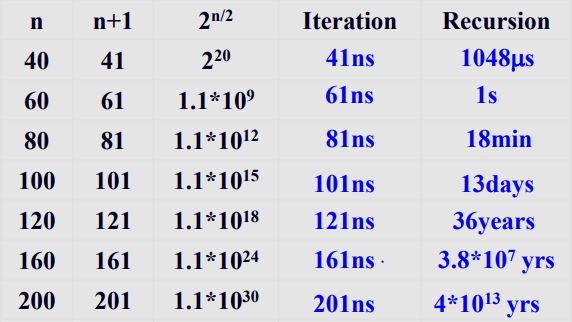 n n+1 2^n/2 Iteration Recursion
40 41 2^20 41ns 1048μs
60 61 1.1*10^9 61ns 1s
80 81 1.1*10^12 81ns 18min
100 101 1.1*10^15 101ns 13days
120 121 1.1*10^18 121ns 36years
160 161 1.1*10^24 161ns 3.8*10^7 yrs
200 201 1.1*10^30 201ns 4*10^13 yrs